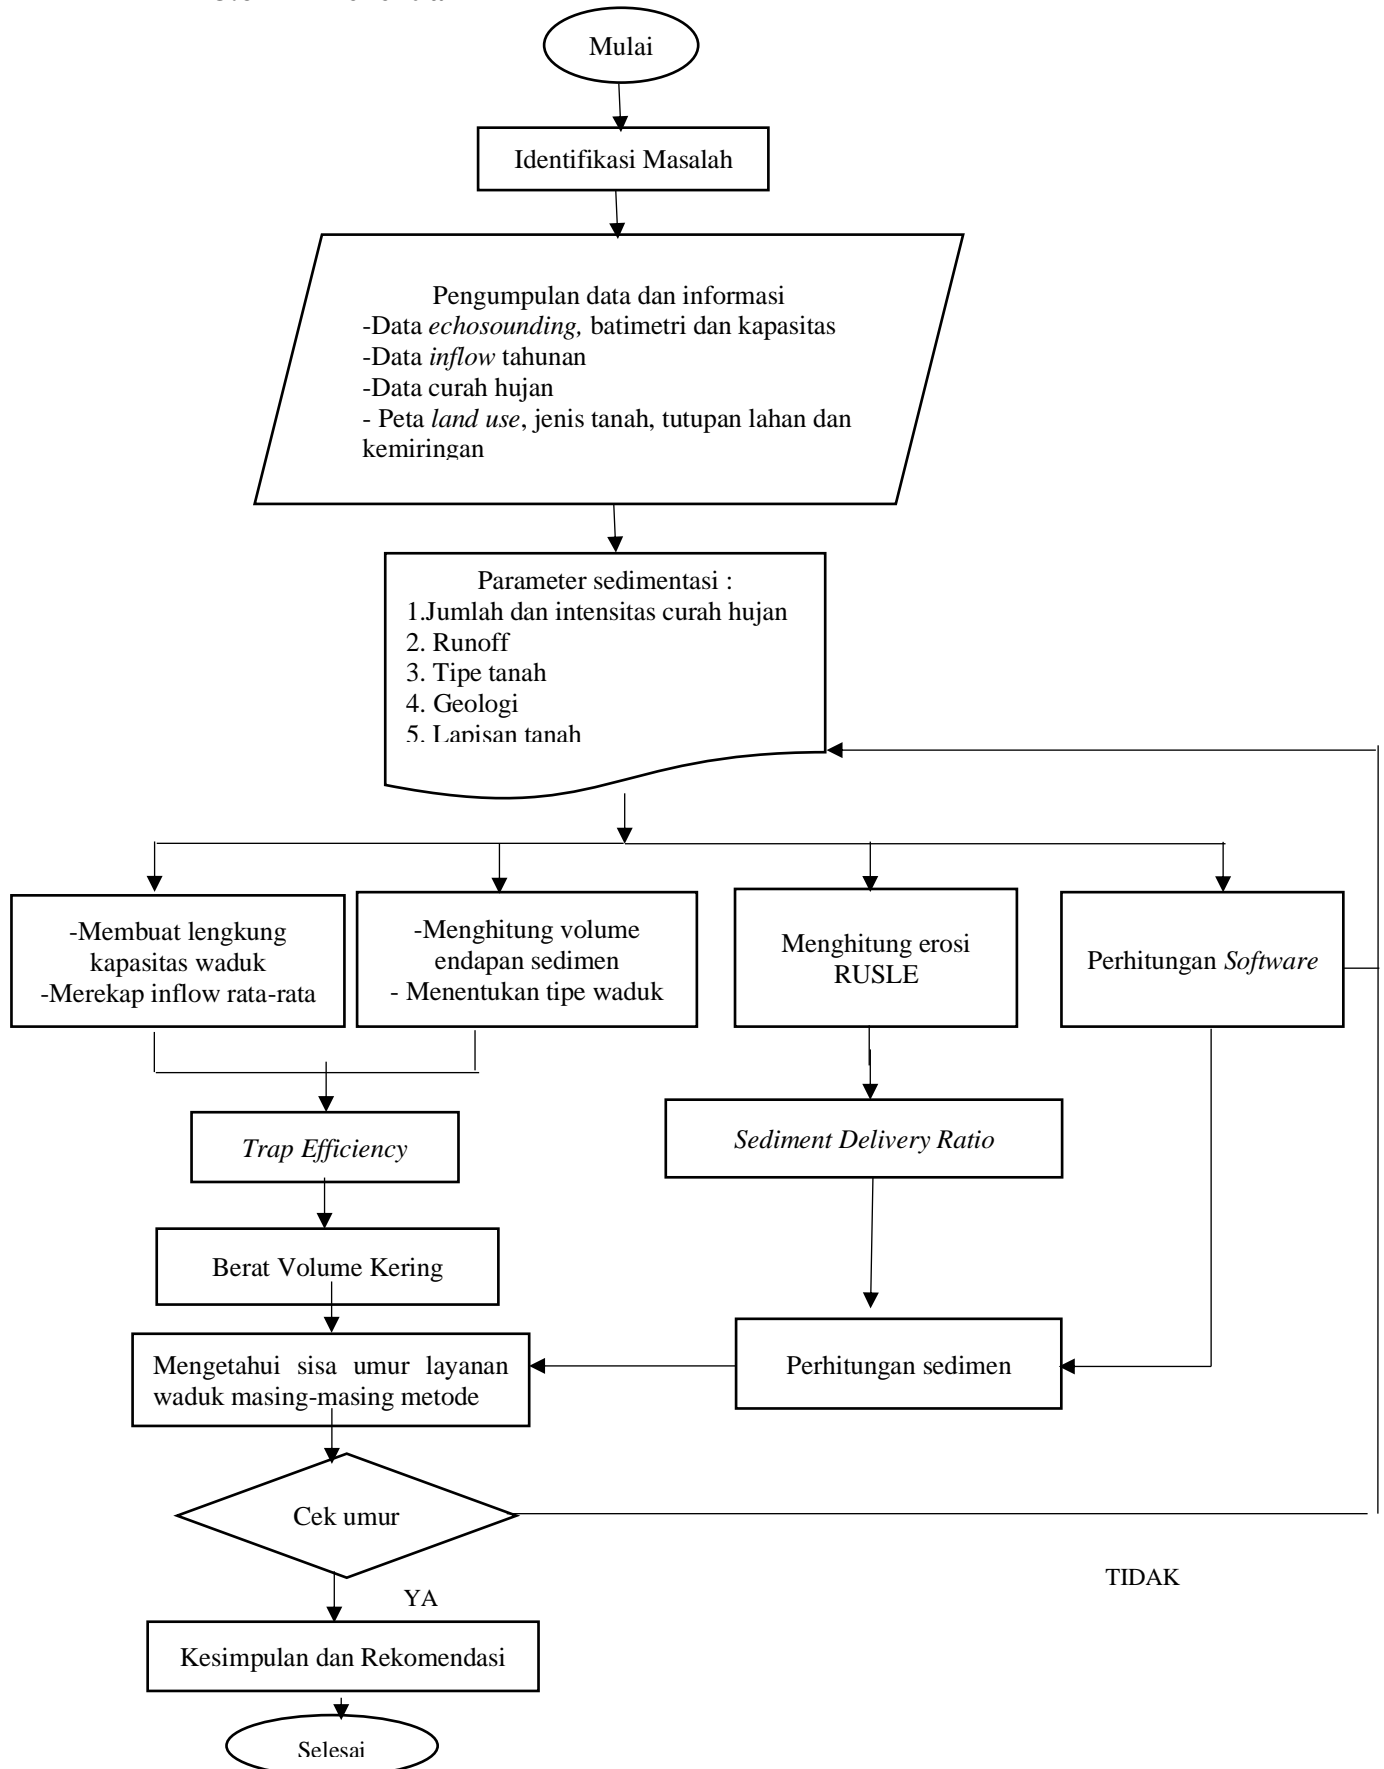 Mulai
Identifikasi Masalah
Pengumpulan data dan informasi
-Data echosounding, batimetri dan kapasitas
-Data inflow tahunan
-Data curah hujan
- Peta land use, jenis tanah, tutupan lahan dan
kemiringan
Parameter sedimentasi :
1.Jumlah dan intensitas curah hujan
2. Runoff
3. Tipe tanah
4. Geologi
5. Lapisan tanah
-Membuat lengkung
kapasitas waduk
-Merekap inflow rata-rata
-Menghitung volume
endapan sedimen
- Menentukan tipe waduk
Menghitung erosi
RUSLE
Perhitungan Software
Trap Efficiency
Sediment Delivery Ratio
Berat Volume Kering
Mengetahui sisa umur layanan
waduk masing-masing metode
Perhitungan sedimen
Cek umur
TIDAK
YA
Kesimpulan dan Rekomendasi
Selesai